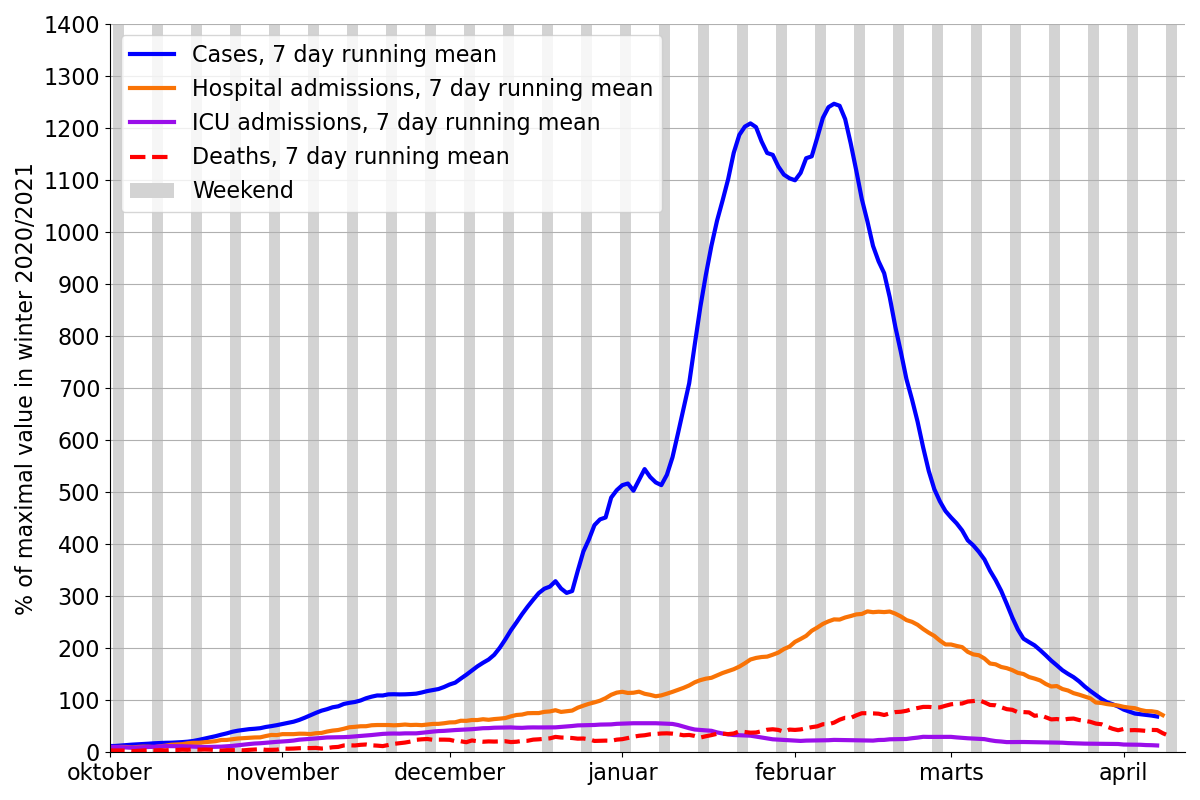 % of maximal value in winter 2020/2021
1400
1300
1200
1100
1000
900
800
700
600
500
400
300
200
100
0
Cases, 7 day running mean
Hospital admissions, 7 day running mean
ICU admissions, 7 day running mean
Deaths, 7 day running mean
Weekend
oktober november december januar februar marts april